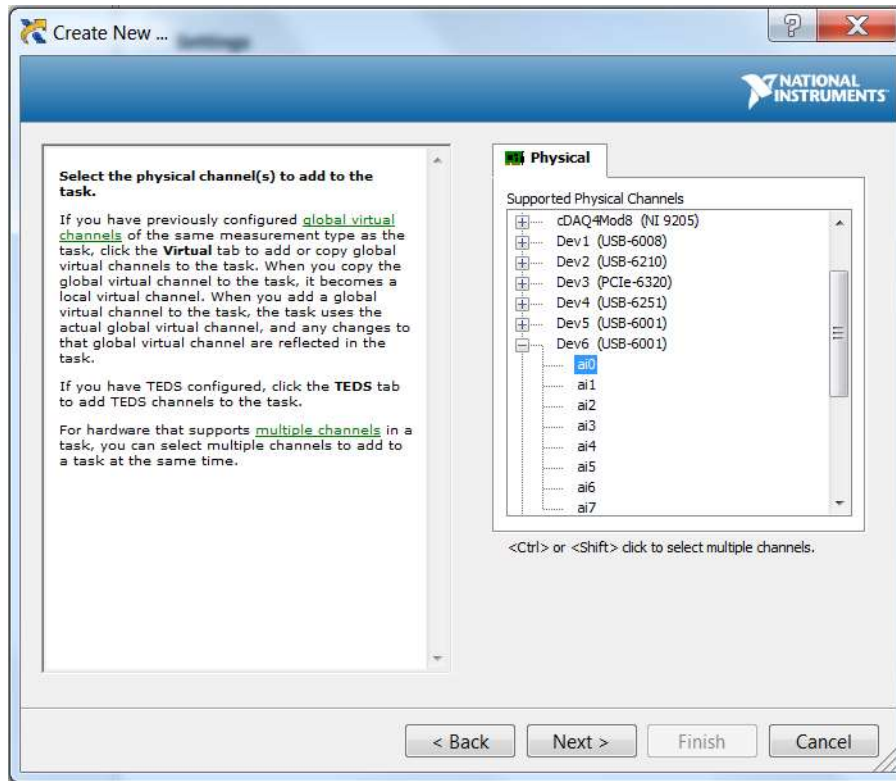 Create New ...
Settings
NATIONAL
INSTRUMENTS
Select the physical channel(s) to add to the
task.
If you have previously configured global virtual
channels of the same measurement type as the
task, click the Virtual tab to add or copy global
virtual channels to the task. When you copy the
global virtual channel to the task, it becomes a
local virtual channel. When you add a global
virtual channel to the task, the task uses the
actual global virtual channel, and any changes to
that global virtual channel are reflected in the
task.
If you have TEDS configured, click the TEDS tab
to add TEDS channels to the task.
For hardware that supports multiple channels in a
task, you can select multiple channels to add to
a task at the same time.
Physical
Supported Physical Channels
cDAQ4Mod8 (NI 9205)
Dev1 (USB-6008)
Dev2 (USB-6210)
Dev3 (PCIe-6320)
Dev4 (USB-6251)
Dev5 (USB-6001)
Dev6 (USB-6001)
ai0
ai1
ai2
ai3
ai4
ai5
ai6
ai7
<Ctrl> or <Shift> click to select multiple channels.
< Back
Next >
Finish
Cancel